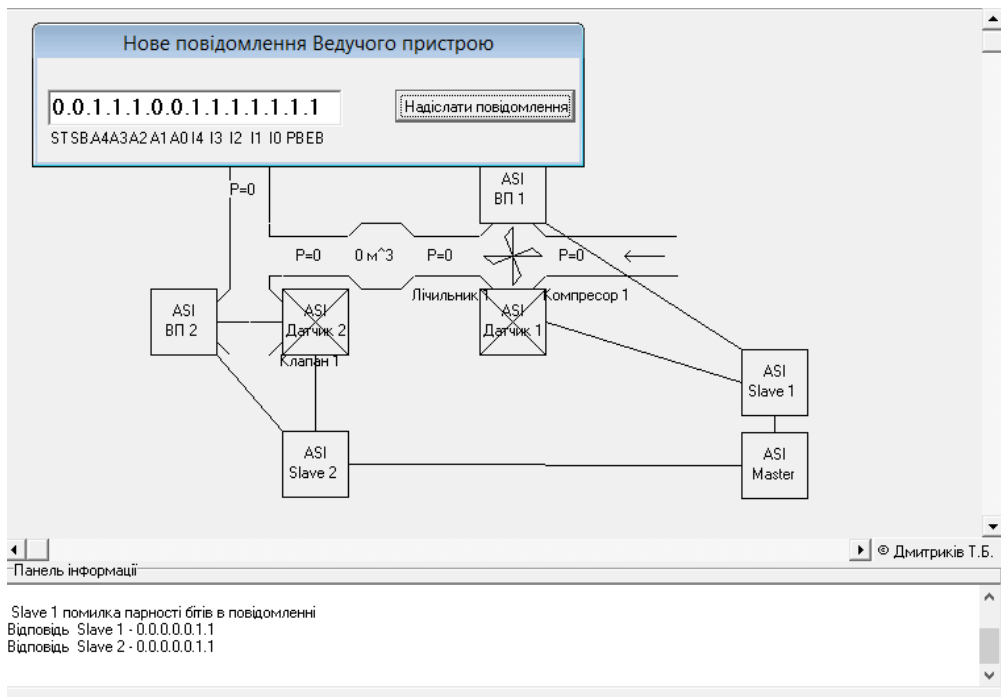 Нове повідомлення Ведучого пристрою
0.0.1.1.1.0.0.1.1.1.1.1.1.1
Надіслати повідомлення
ST SB A4 A3 A2 A1 A0 I4 I3 I2 I1 I0 PB EB
P=0
ASI
ВП 1
P=0
0 м^3
P=0
P=0
Лічильник 1
Компресор 1
ASI
ВП 2
ASI
Датчик 2
ASI
Датчик 1
Клапан 1
ASI
Slave 1
ASI
Slave 2
ASI
Master
© Дмитриків Т.Б.
Панель інформації
Slave 1 помилка парності бітів в повідомленні
Відповідь Slave 1 - 0.0.0.0.0.1.1
Відповідь Slave 2 - 0.0.0.0.0.1.1